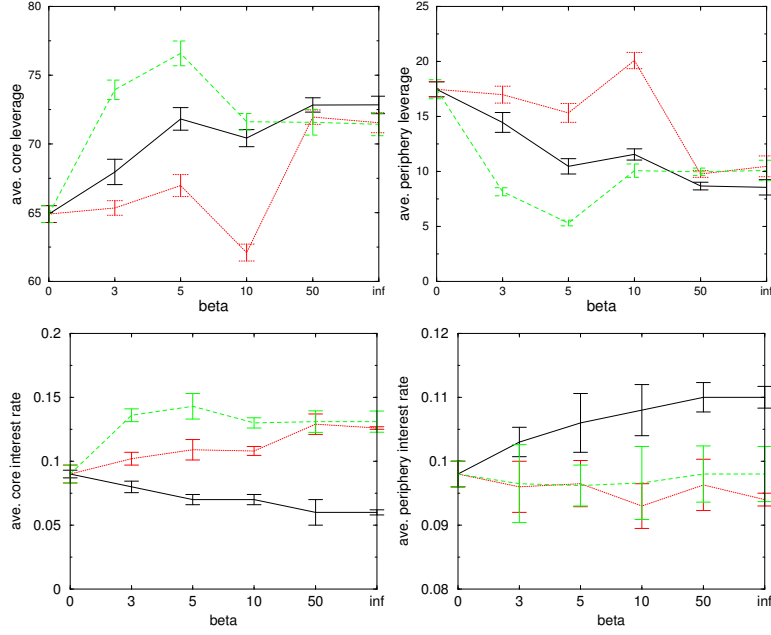 80
75
70
65
60
ave. core leverage
0 3 5 10 50 inf
beta
25
20
15
10
5
0
ave. periphery leverage
0 3 5 10 50 inf
beta
0.2
0.15
0.1
0.05
0
ave. core interest rate
0 3 5 10 50 inf
beta
0.12
0.11
0.1
0.09
0.08
ave. periphery interest rate
0 3 5 10 50 inf
beta